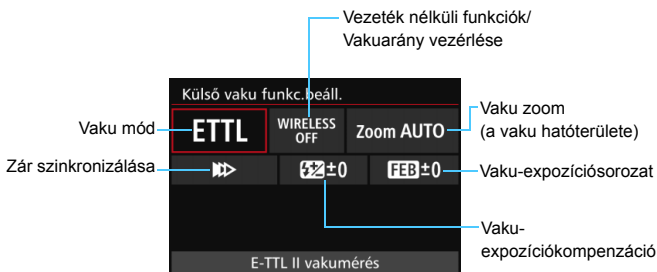 Vezeték nélküli funkciók/
Vakuarány vezérlése
Külső vaku funkc.beáll.
Vaku mód
ETTL
WIRELESS
OFF
Zoom AUTO
Vaku zoom
(a vaku hatóterülete)
Zár szinkronizálása
±0
FEB±0
Vaku-expozíciósorozat
Vaku-
expozíciókompenzáció
E-TTL II vakumérés